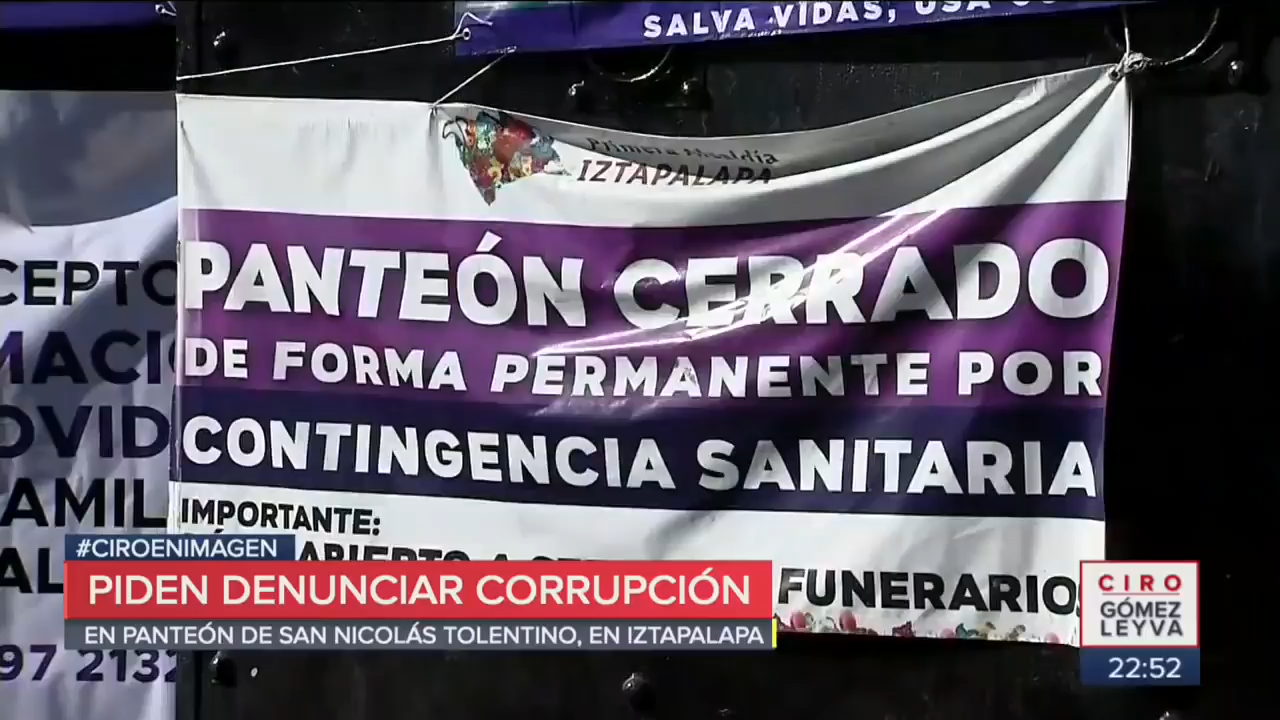 SALVA VIDAS, USA
Primera Alcaldía
IZTAPALAPA
PANTEÓN CERRADO
DE FORMA PERMANENTE POR
CONTINGENCIA SANITARIA
IMPORTANTE:
ABIERTO A
FUNERARIOS
CEPTO
MACI
OVID
AMIL
AL
97 2132
#CIROENIMAGEN
PIDEN DENUNCIAR CORRUPCIÓN
EN PANTEÓN DE SAN NICOLÁS TOLENTINO, EN IZTAPALAPA
CIRO
GÓMEZ
LEYVA
22:52